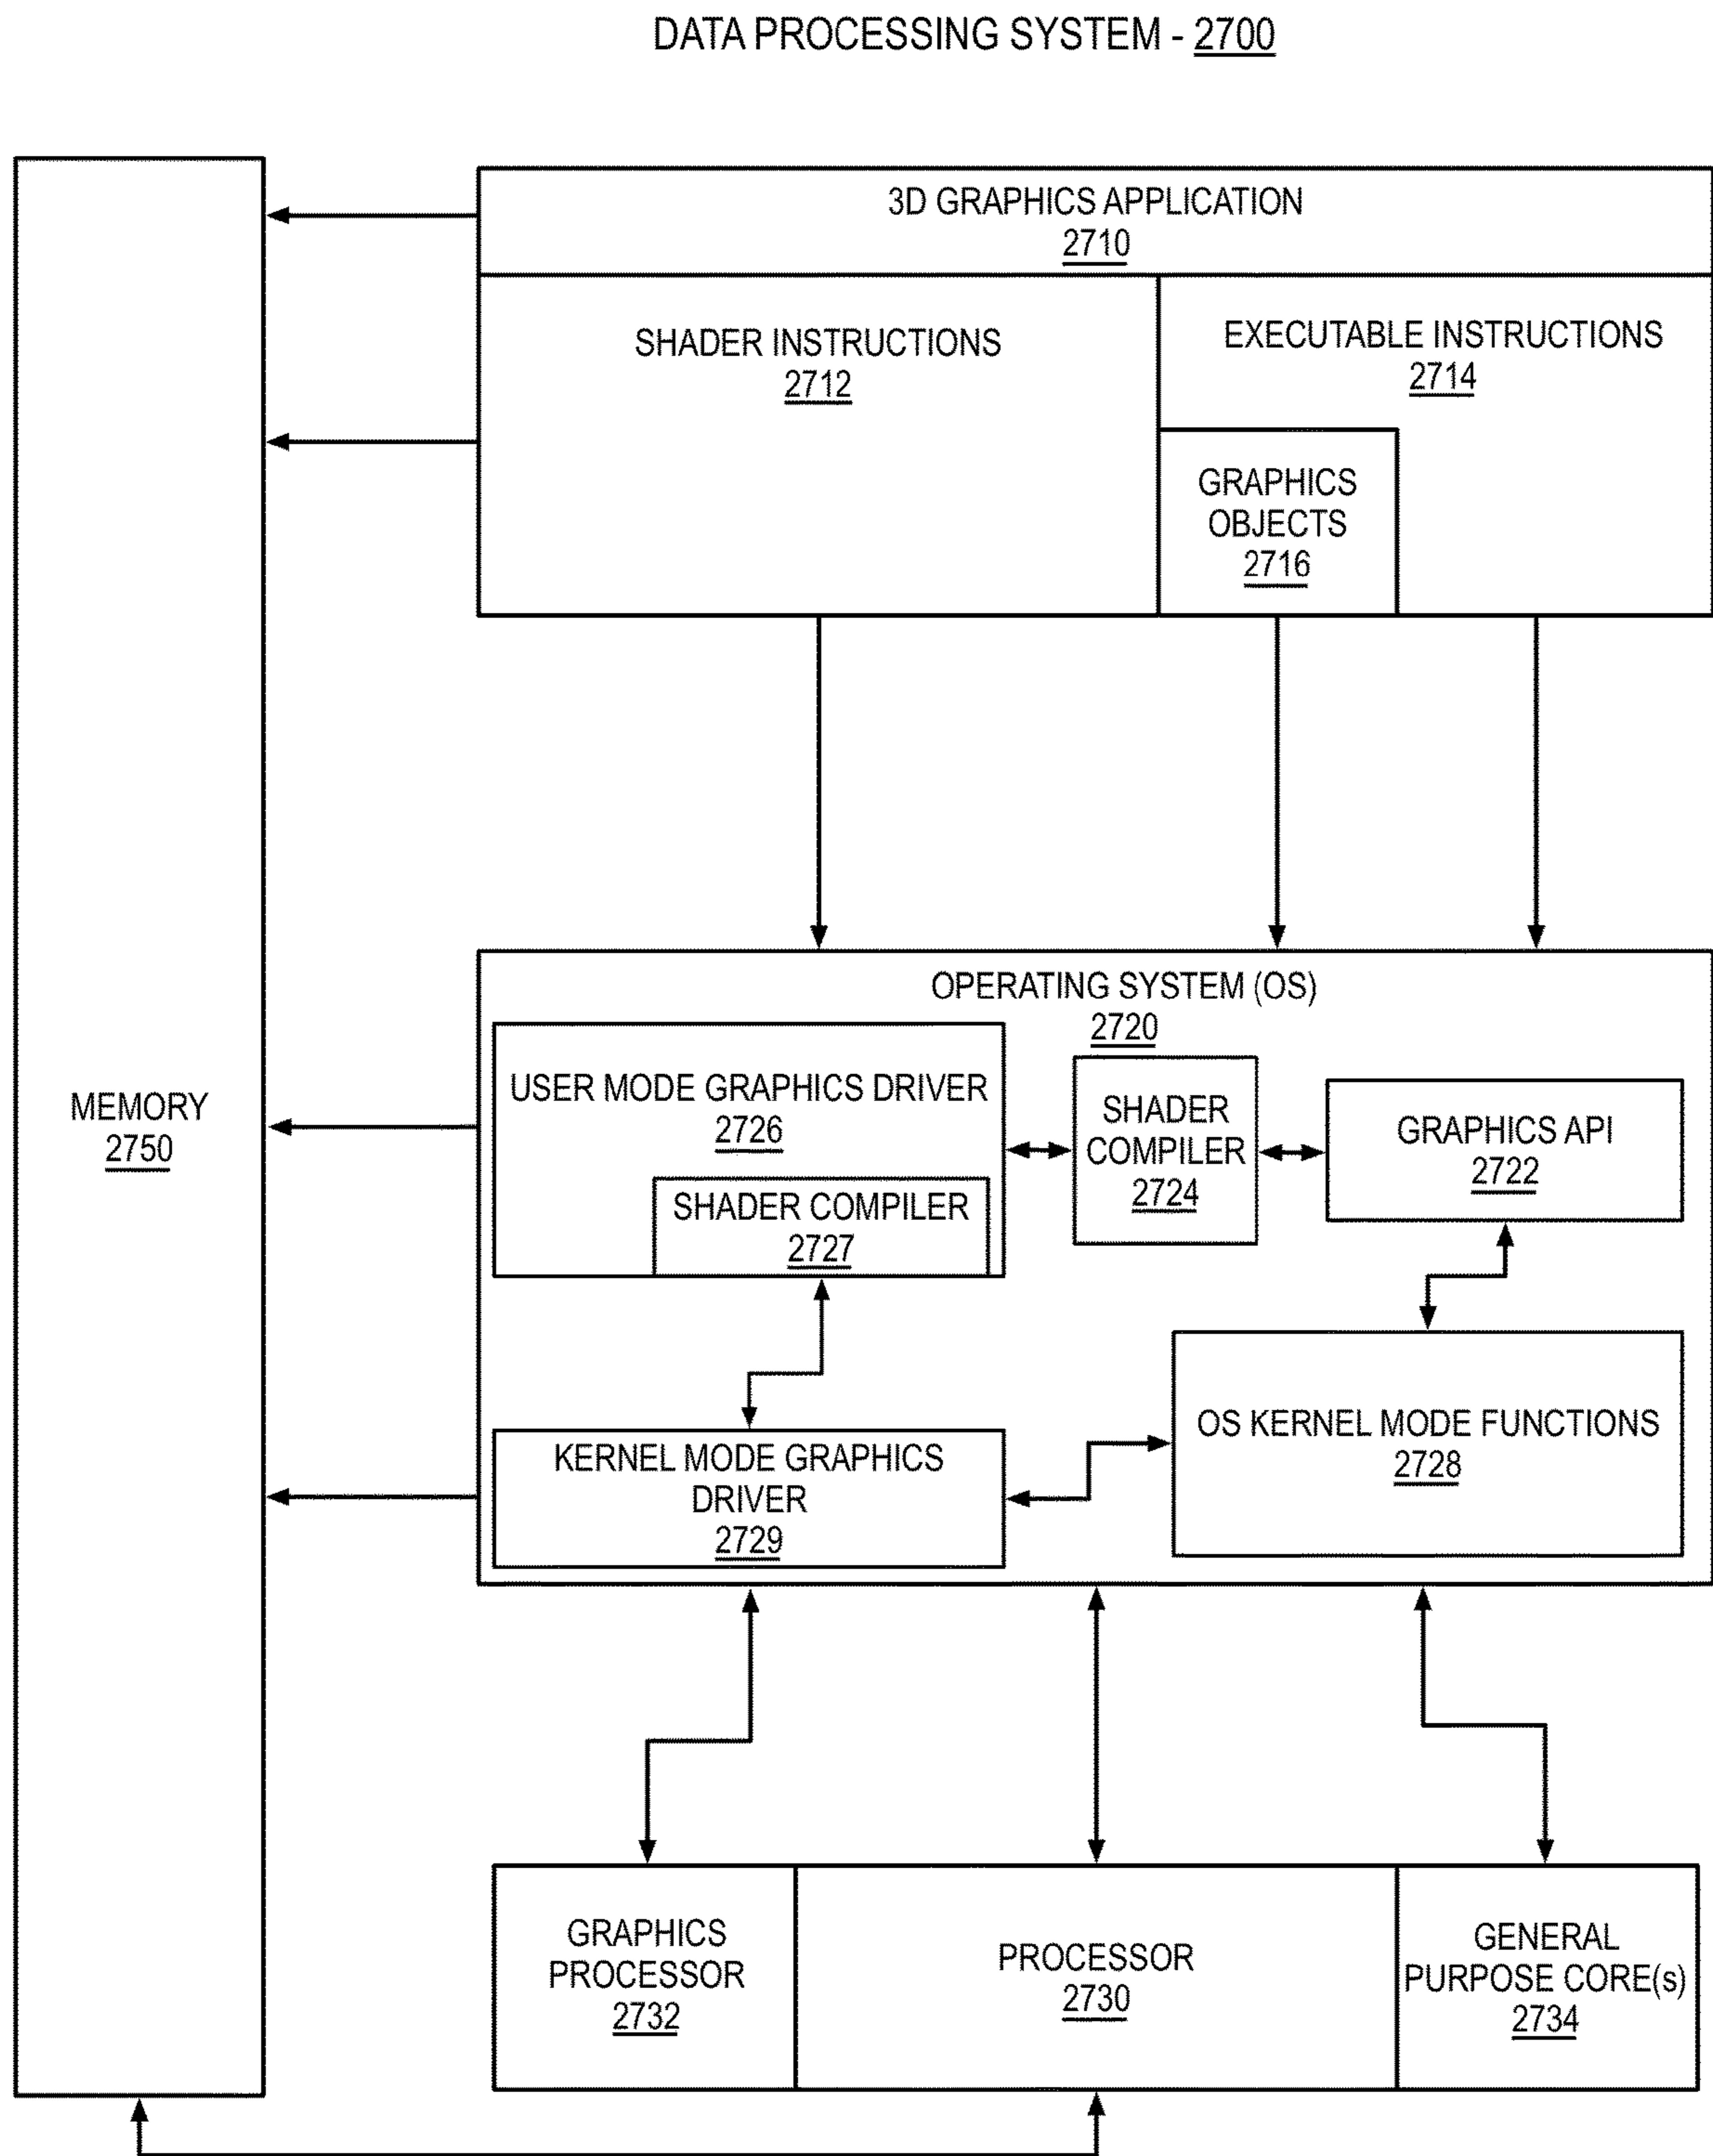 DATA PROCESSING SYSTEM - 2700
3D GRAPHICS APPLICATION
2710
SHADER INSTRUCTIONS
2712
EXECUTABLE INSTRUCTIONS
2714
GRAPHICS
OBJECTS
2716
MEMORY
2750
OPERATING SYSTEM (OS)
2720
USER MODE GRAPHICS DRIVER
2726
SHADER COMPILER
2727
SHADER
COMPILER
2724
GRAPHICS API
2722
KERNEL MODE GRAPHICS
DRIVER
2729
OS KERNEL MODE FUNCTIONS
2728
GRAPHICS
PROCESSOR
2732
PROCESSOR
2730
GENERAL
PURPOSE CORE(s)
2734